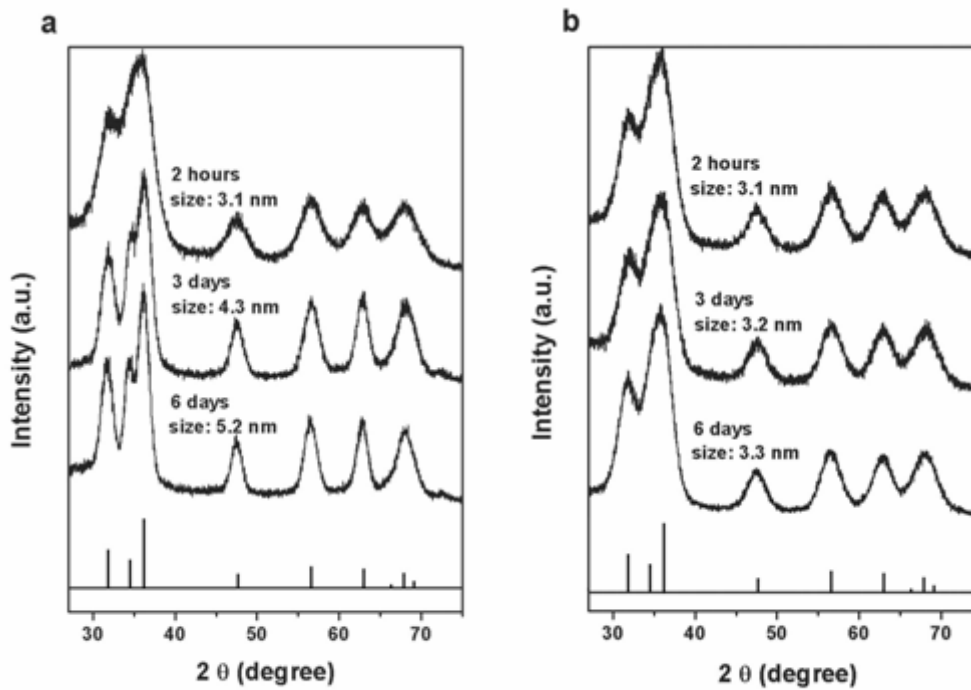 a
2 hours
size: 3.1 nm
3 days
size: 4.3 nm
6 days
size: 5.2 nm
Intensity (a.u.)
30 40 50 60 70
2 θ (degree)
b
2 hours
size: 3.1 nm
3 days
size: 3.2 nm
6 days
size: 3.3 nm
Intensity (a.u.)
30 40 50 60 70
2 θ (degree)